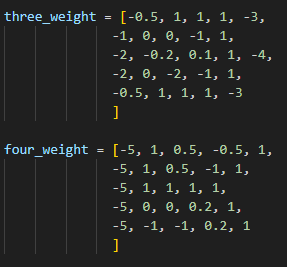 three_weight = [-0.5, 1, 1, 1, -3,
-1, 0, 0, -1, 1,
-2, -0.2, 0.1, 1, -4,
-2, 0, -2, -1, 1,
-0.5, 1, 1, 1, -3
]
four_weight = [-5, 1, 0.5, -0.5, 1,
-5, 1, 0.5, -1, 1,
-5, 1, 1, 1, 1,
-5, 0, 0, 0.2, 1,
-5, -1, -1, 0.2, 1
]